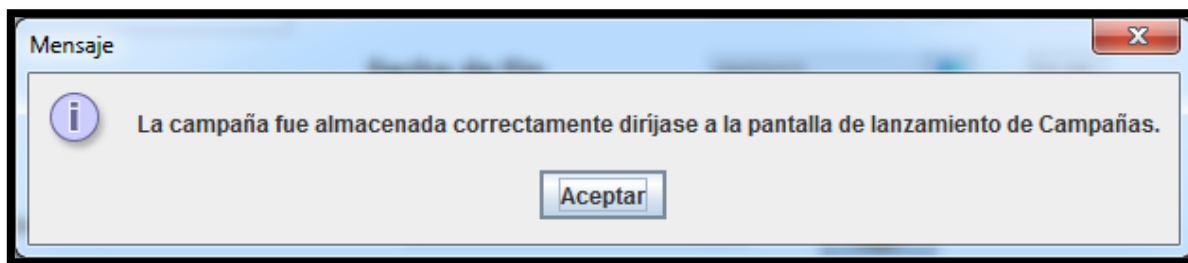 Mensaje
La campaña fue almacenada correctamente diríjase a la pantalla de lanzamiento de Campañas.
Aceptar